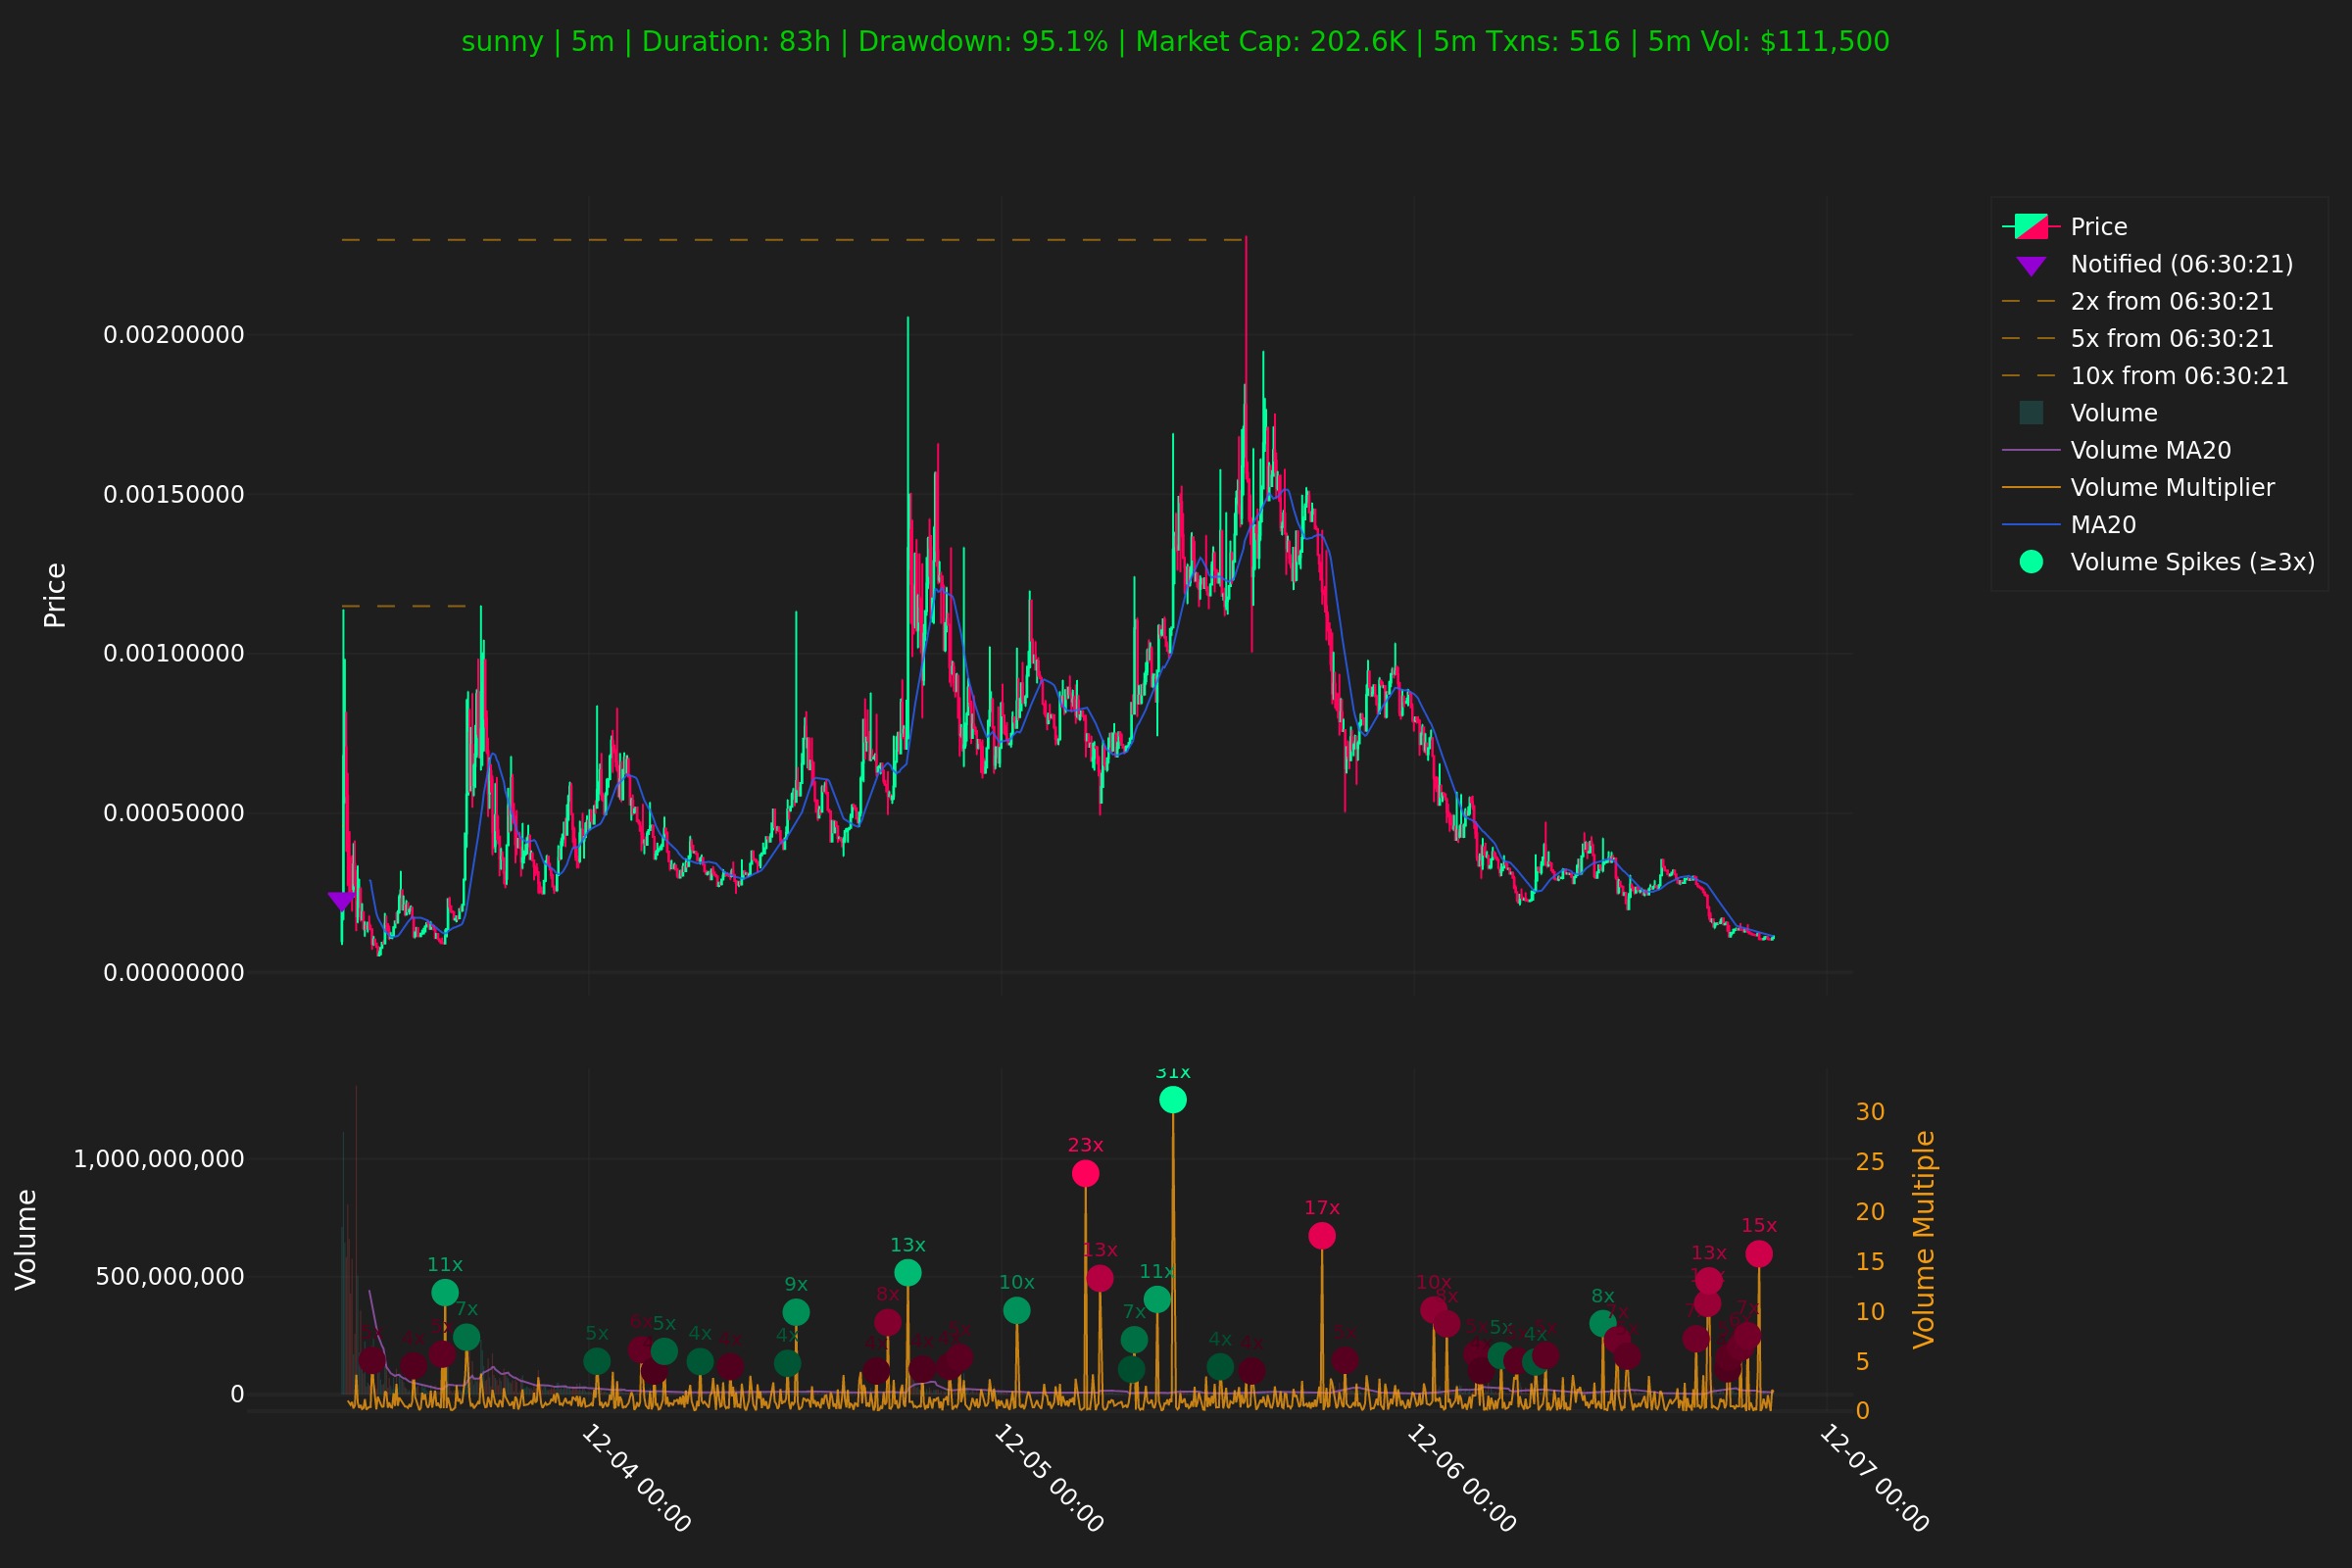 sunny | 5m | Duration: 83h | Drawdown: 95.1% | Market Cap: 202.6K | 5m Txns: 516 | 5m Vol: $111,500
Price
0.00200000
0.00150000
0.00100000
0.00050000
0.00000000
Price
Notified (06:30:21)
2x from 06:30:21
5x from 06:30:21
10x from 06:30:21
Volume
Volume MA20
Volume Multiplier
MA20
Volume Spikes (≥3x)
Volume
1,000,000,000
500,000,000
0
31x
23x
17x
15x
13x
13x
13x
11x
11x
10x
10x
9x
8x
8x
7x
7x
7x
5x
5x
5x
4x
4x
4x
4x
30
25
20
15
10
5
0
Volume Multiple
12-04 00:00
12-05 00:00
12-06 00:00
12-07 00:00